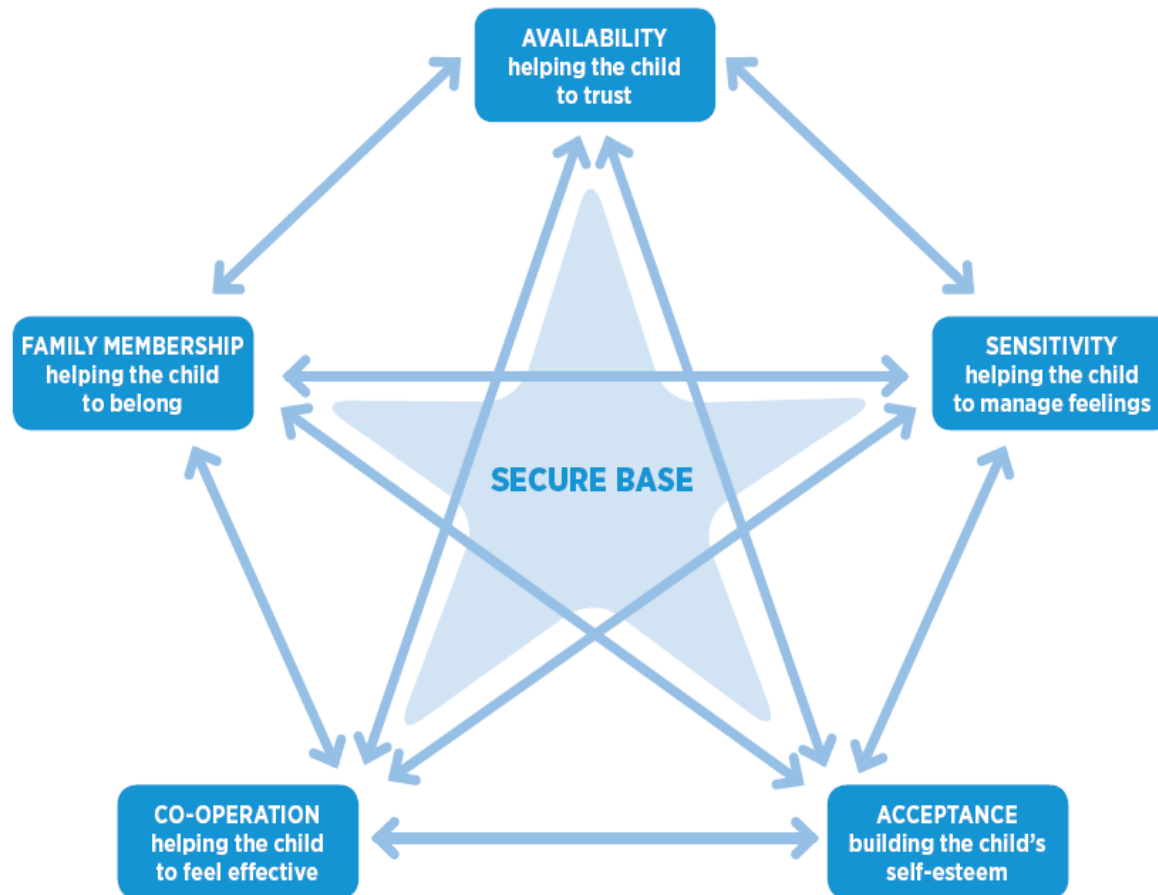 AVAILABILITY
helping the child
to trust
FAMILY MEMBERSHIP
helping the child
to belong
SENSITIVITY
helping the child
to manage feelings
SECURE BASE
CO-OPERATION
helping the child
to feel effective
ACCEPTANCE
building the child's
self-esteem